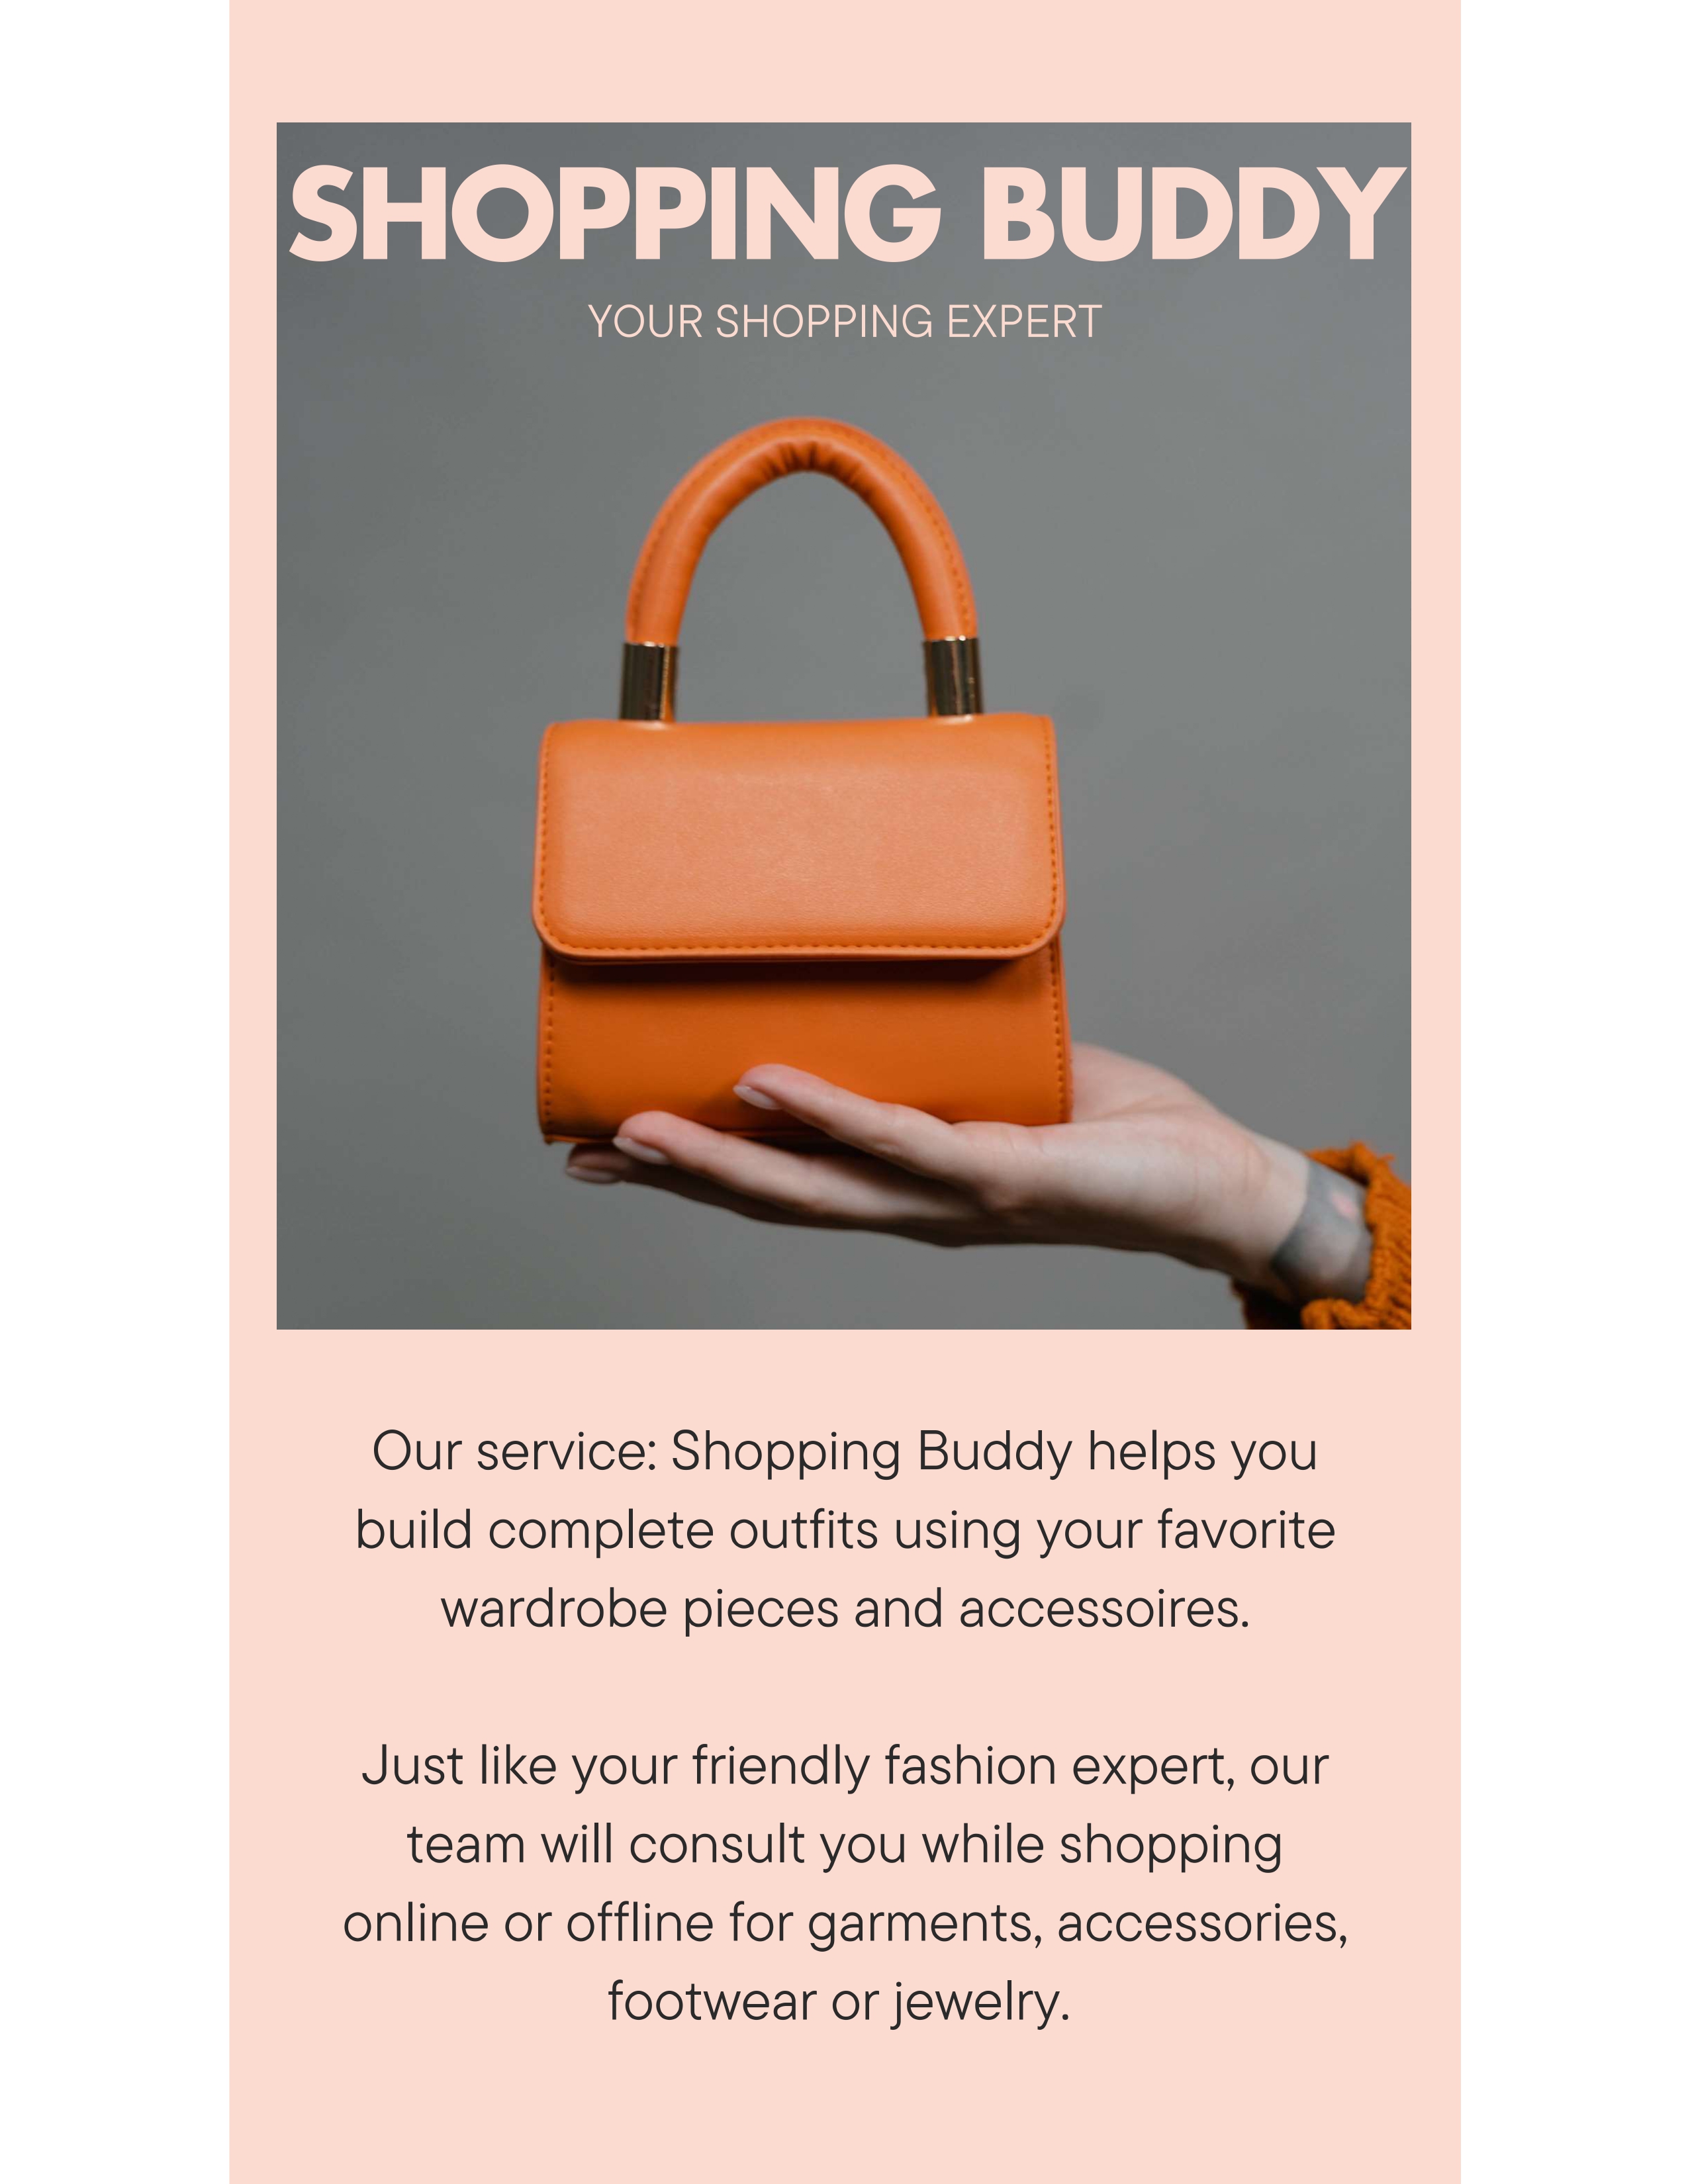 SHOPPING BUDDY
YOUR SHOPPING EXPERT
Our service: Shopping Buddy helps you
build complete outfits using your favorite
wardrobe pieces and accessoires.
Just like your friendly fashion expert, our
team will consult you while shopping
online or offline for garments, accessories,
footwear or jewelry.